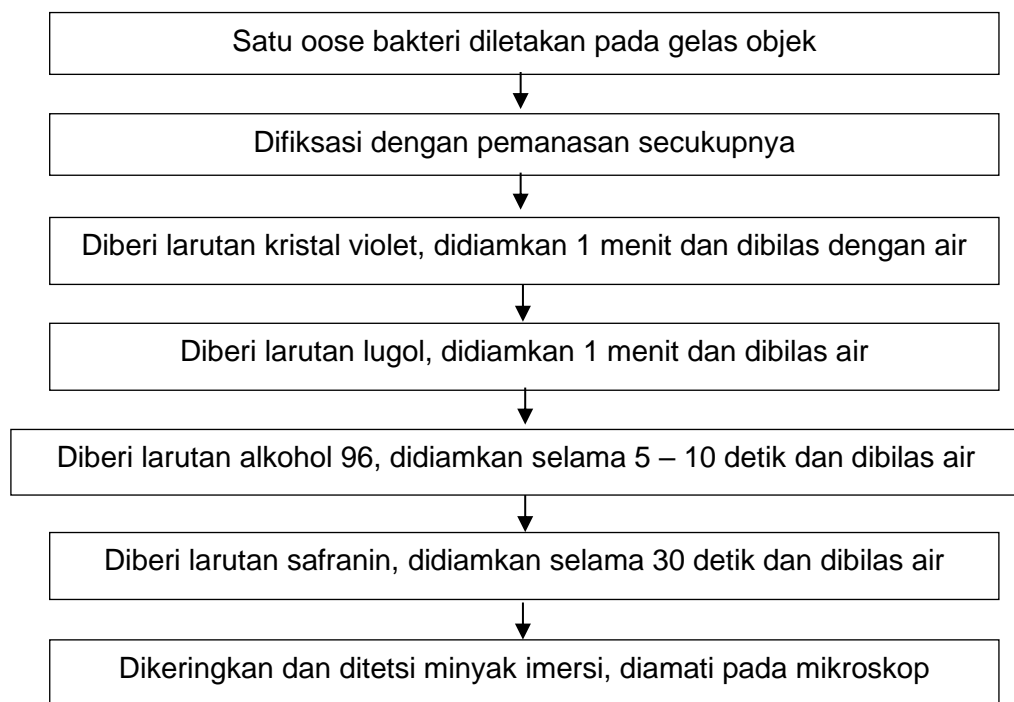 Satu oose bakteri diletakan pada gelas objek
Difiksasi dengan pemanasan secukupnya
Diberi larutan kristal violet, didiamkan 1 menit dan dibilas dengan air
Diberi larutan lugol, didiamkan 1 menit dan dibilas air
Diberi larutan alkohol 96, didiamkan selama 5 – 10 detik dan dibilas air
Diberi larutan safranin, didiamkan selama 30 detik dan dibilas air
Dikeringkan dan ditetsi minyak imersi, diamati pada mikroskop